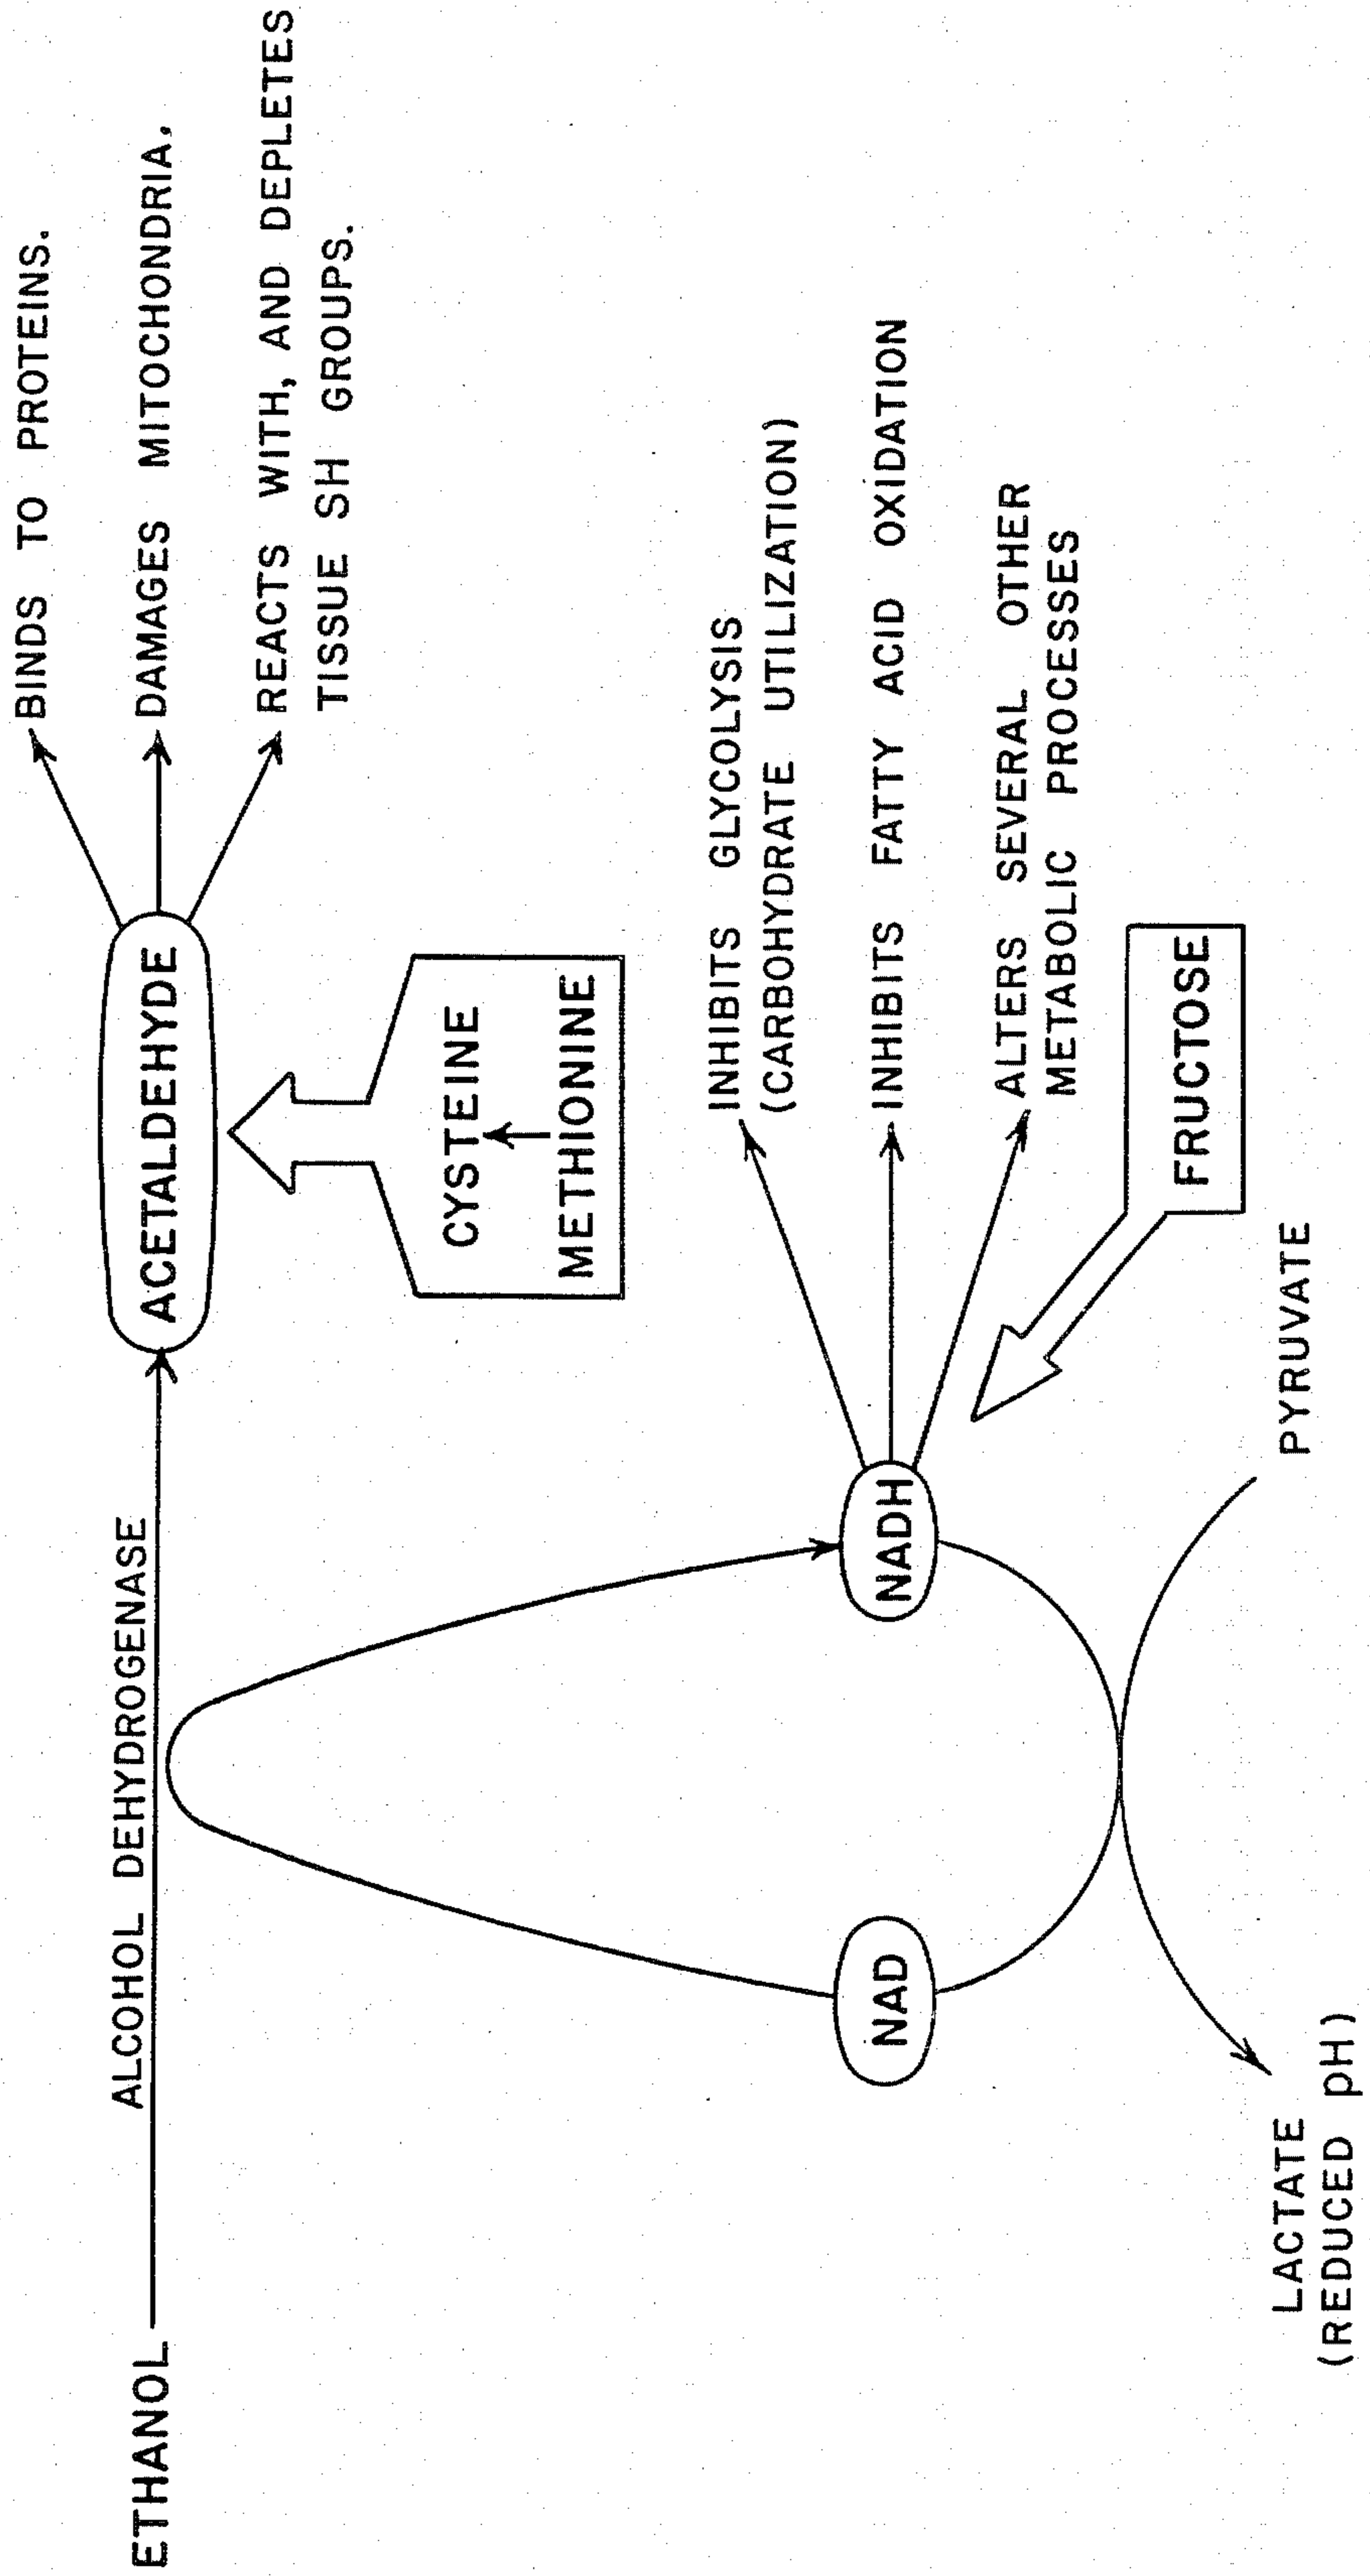 ETHANOL
ALCOHOL DEHYDROGENASE
ACETALDEHYDE
BINDS TO PROTEINS.
DAMAGES MITOCHONDRIA.
REACTS WITH, AND DEPLETES
TISSUE SH GROUPS.
CYSTEINE
METHIONINE
NAD
NADH
INHIBITS GLYCOLYSIS
(CARBOHYDRATE UTILIZATION)
INHIBITS FATTY ACID OXIDATION
ALTERS SEVERAL OTHER
METABOLIC PROCESSES
FRUCTOSE
LACTATE
(REDUCED pH)
PYRUVATE